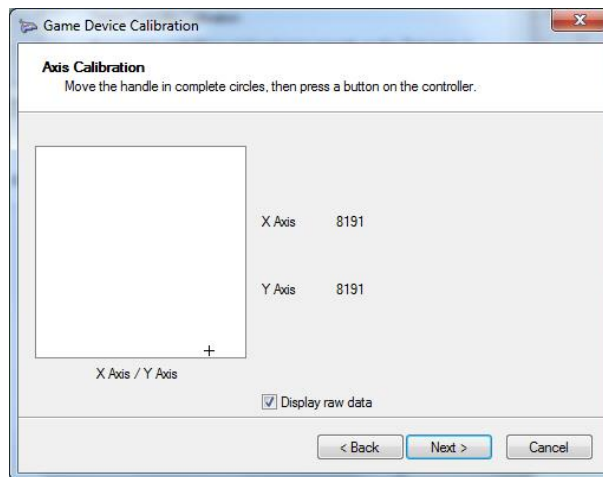 Game Device Calibration
Axis Calibration
Move the handle in complete circles, then press a button on the controller.
X Axis 8191
Y Axis 8191
X Axis / Y Axis
Display raw data
< Back Next > Cancel